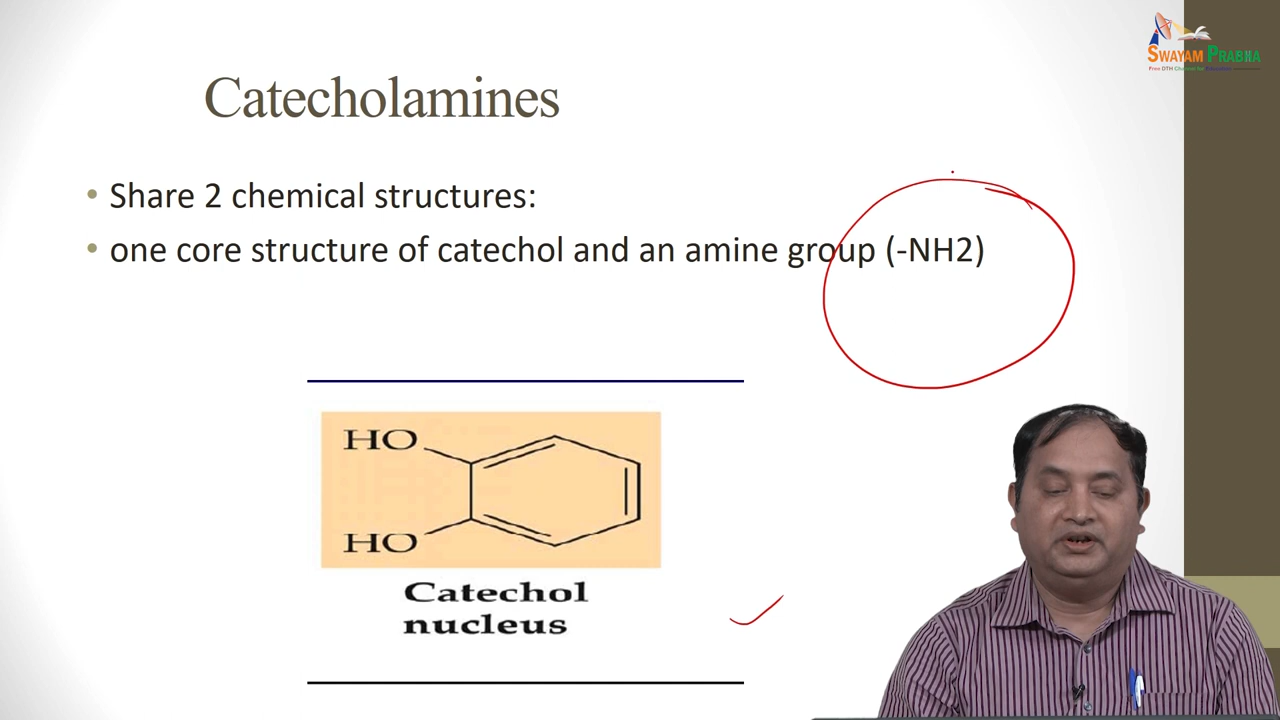 SWAYAM PRABHA
Catecholamines
• Share 2 chemical structures:
• one core structure of catechol and an amine group (-NH2)
HO
HO
Catechol
nucleus